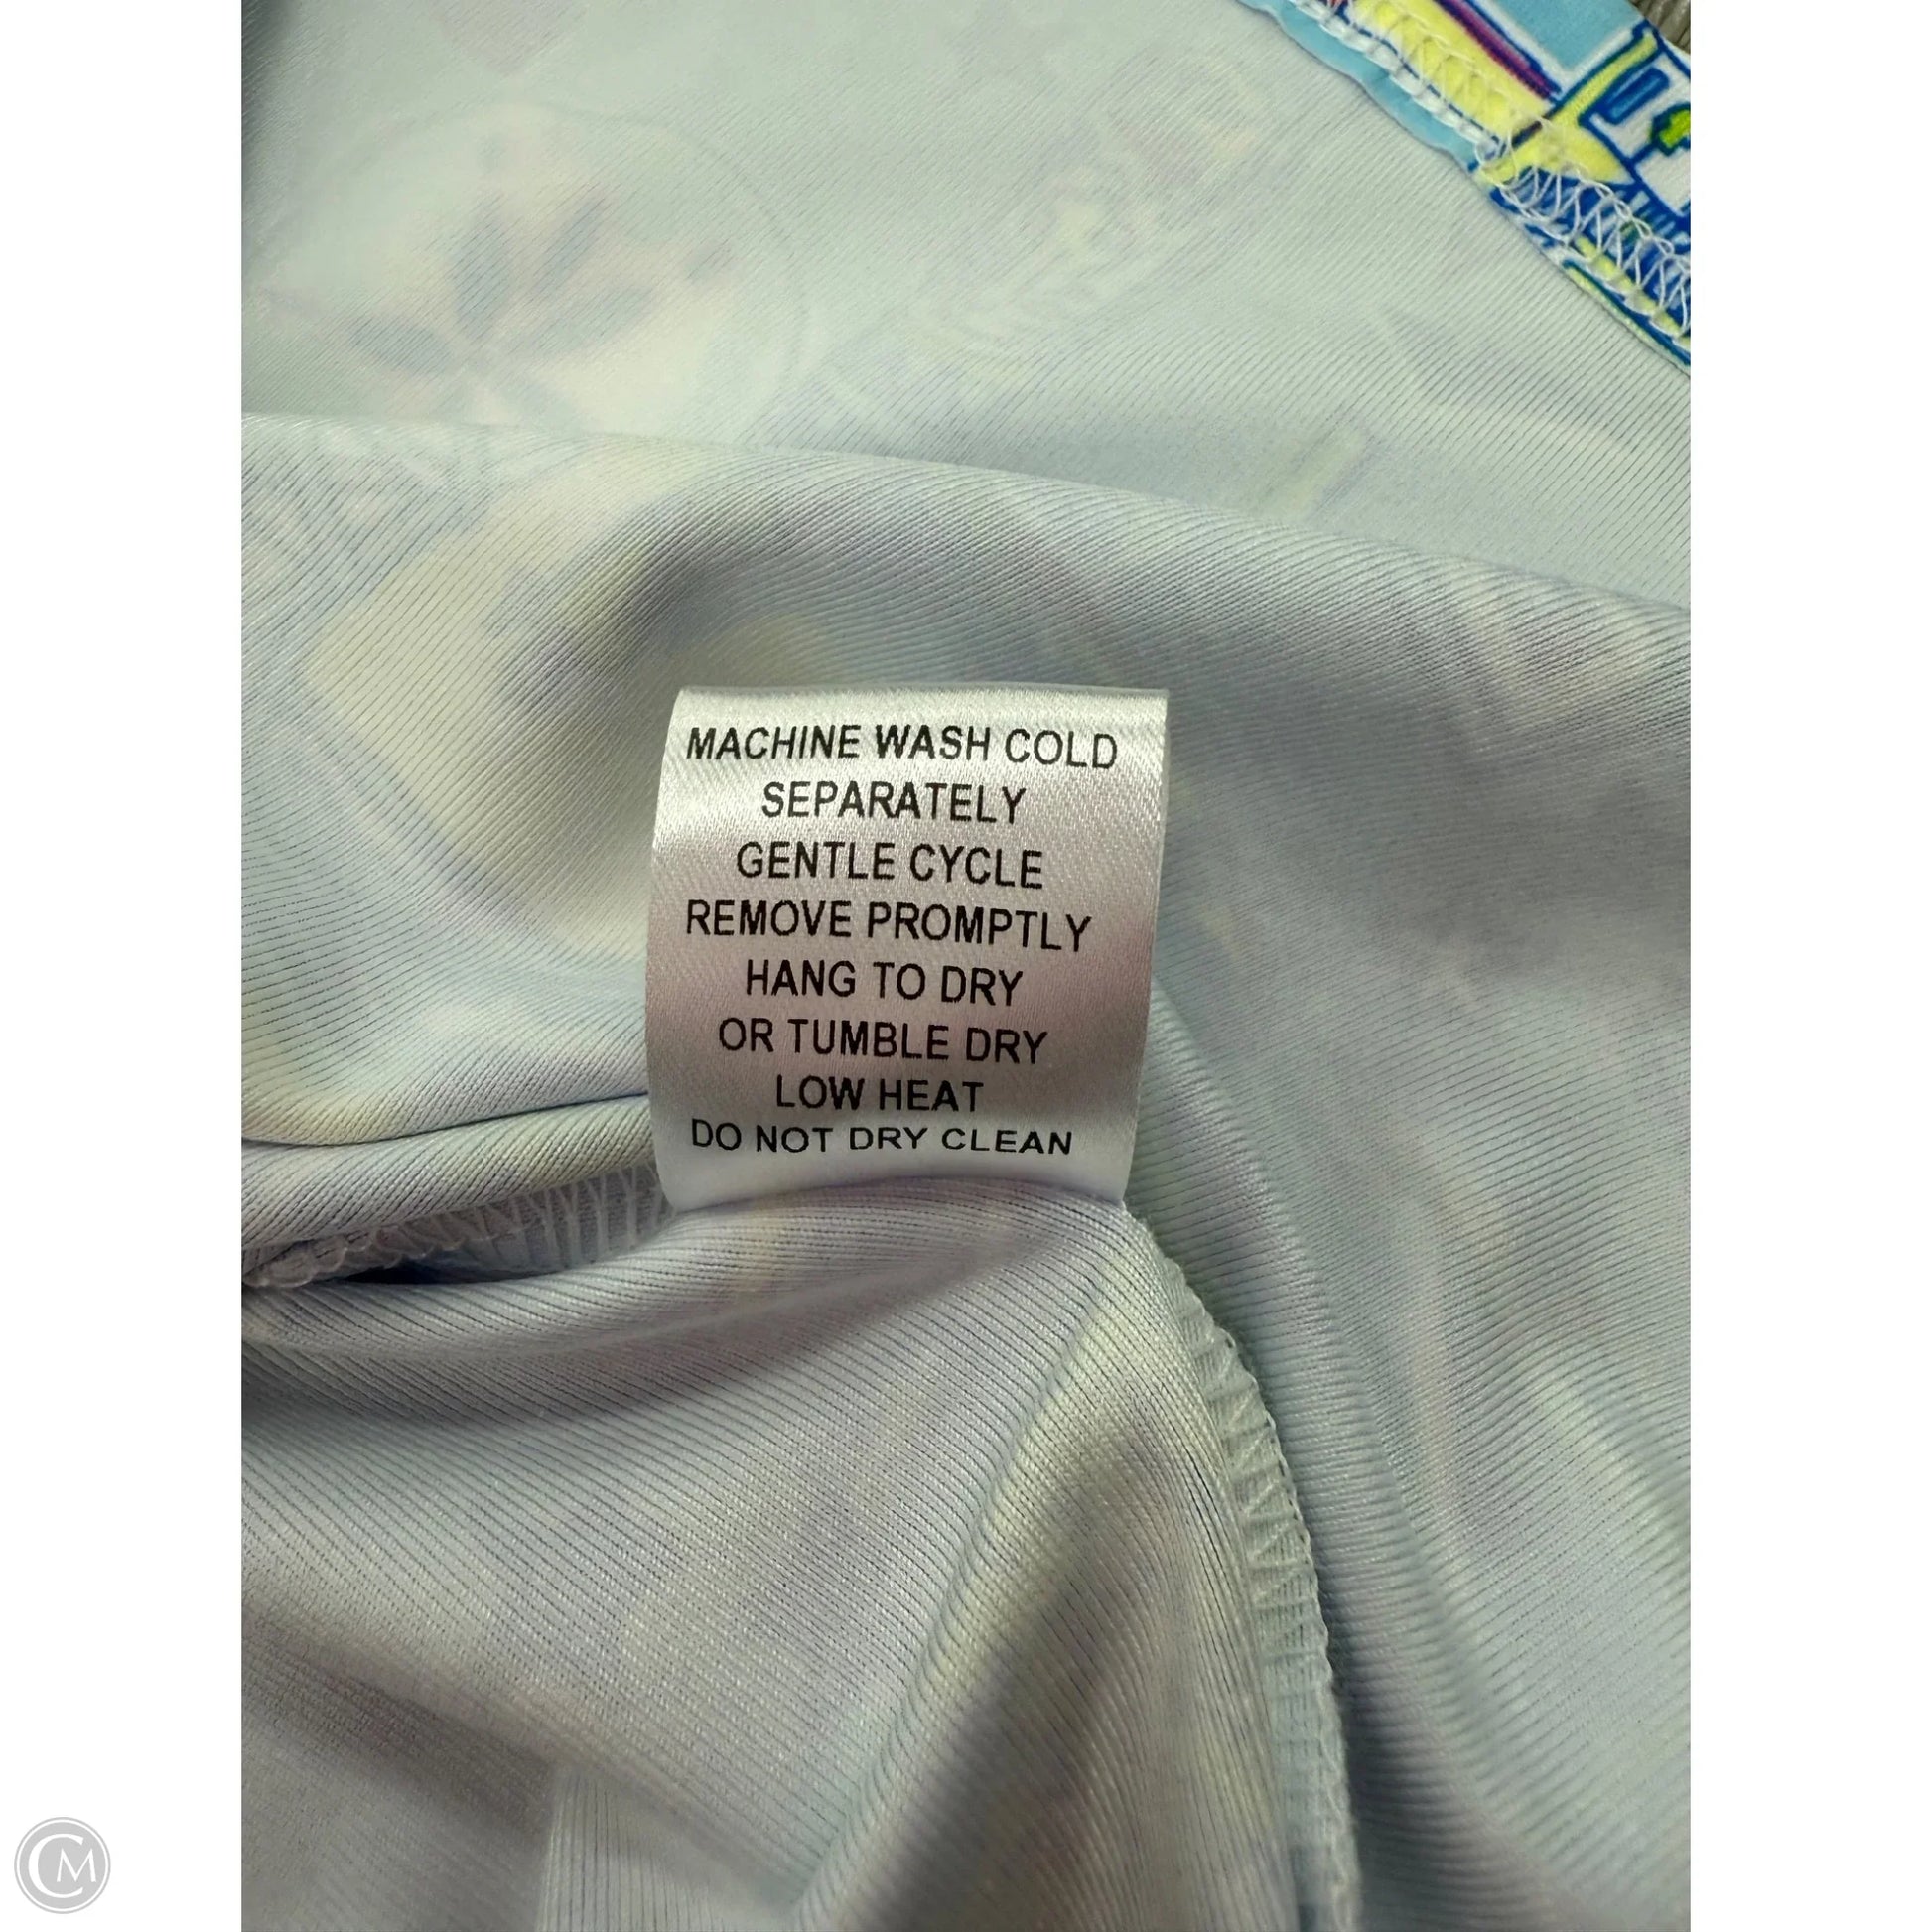 MACHINE WASH COLD
SEPARATELY
GENTLE CYCLE
REMOVE PROMPTLY
HANG TO DRY
OR TUMBLE DRY
LOW HEAT
DO NOT DRY CLEAN
CM